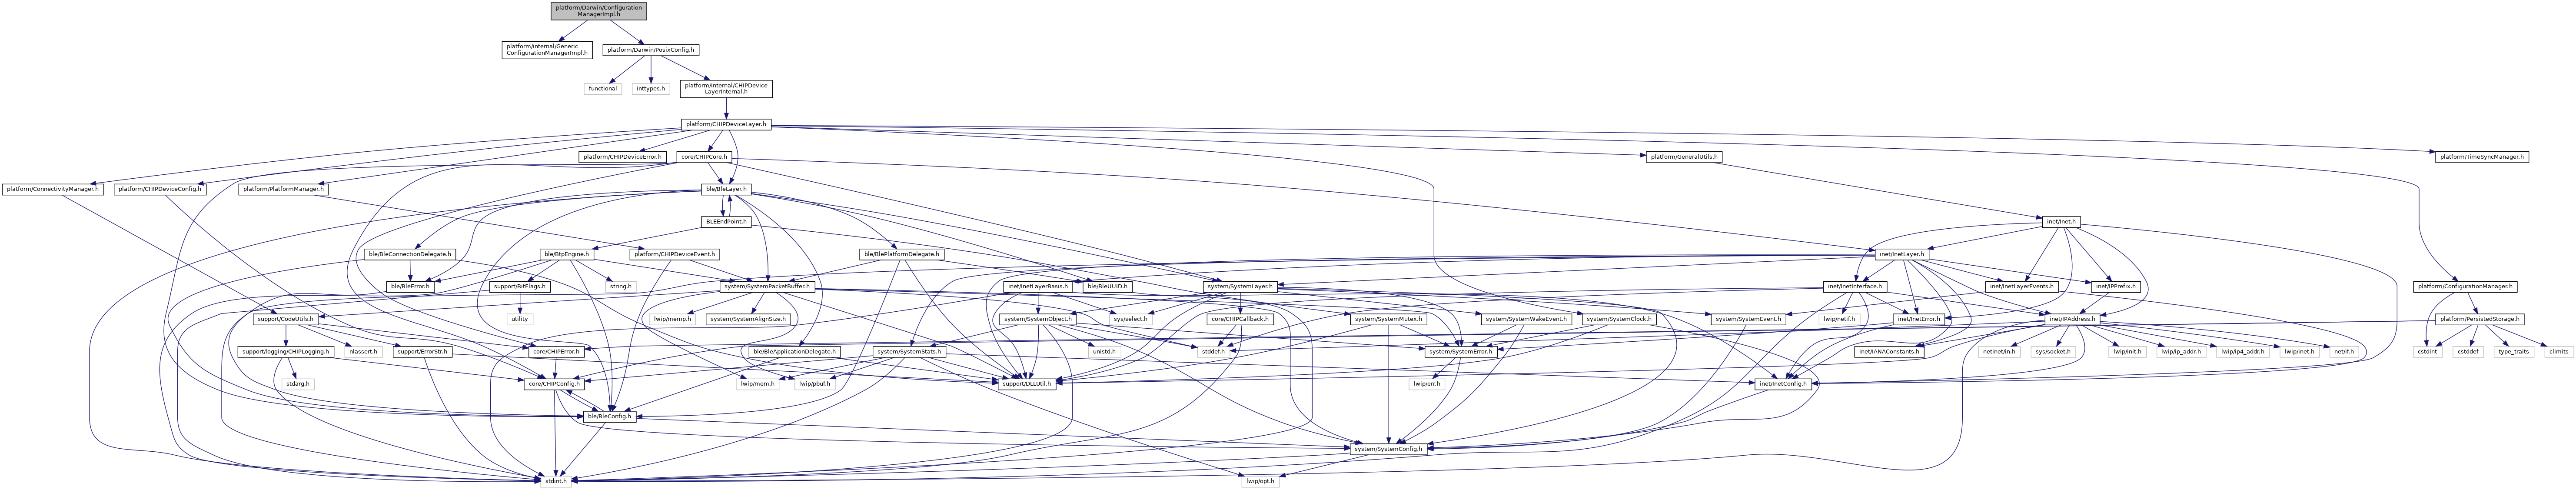 platform/Darwin/Configuration
ManagerImpl.h
platform/internal/Generic
ConfigurationManagerImpl.h
platform/Darwin/PosixConfig.h
functional
inttypes.h
platform/internal/CHIPDevice
LayerInternal.h
platform/CHIPDeviceLayer.h
platform/CHIPDeviceError.h
core/CHIPCore.h
platform/GeneralUtils.h
platform/TimeSyncManager.h
platform/ConnectivityManager.h
platform/CHIPDeviceConfig.h
platform/PlatformManager.h
ble/BleLayer.h
BLEEndPoint.h
inet/Inet.h
ble/BleConnectionDelegate.h
ble/BtpEngine.h
platform/CHIPDeviceEvent.h
ble/BlePlatformDelegate.h
inet/InetLayer.h
ble/BleError.h
support/BitFlags.h
string.h
system/SystemPacketBuffer.h
inet/InetLayerBasis.h
ble/BleUUID.h
system/SystemLayer.h
inet/InetInterface.h
inet/InetLayerEvents.h
inet/IPPrefix.h
platform/ConfigurationManager.h
support/CodeUtils.h
utility
lwip/memp.h
system/SystemAlignSize.h
system/SystemObject.h
sys/select.h
core/CHIPCallback.h
system/SystemMutex.h
system/SystemWakeEvent.h
system/SystemClock.h
system/SystemEvent.h
lwip/netif.h
inet/InetError.h
inet/IPAddress.h
platform/PersistedStorage.h
support/logging/CHIPLogging.h
nlassert.h
support/ErrorStr.h
core/CHIPError.h
ble/BleApplicationDelegate.h
system/SystemStats.h
unistd.h
stddef.h
system/SystemError.h
inet/IANAConstants.h
netinet/in.h
sys/socket.h
lwip/init.h
lwip/ip_addr.h
lwip/ip4_addr.h
lwip/inet.h
net/if.h
cstdint
cstddef
type_traits
climits
stdarg.h
core/CHIPConfig.h
lwip/mem.h
lwip/pbuf.h
support/DLLUtil.h
lwip/err.h
inet/InetConfig.h
ble/BleConfig.h
system/SystemConfig.h
stdint.h
lwip/opt.h